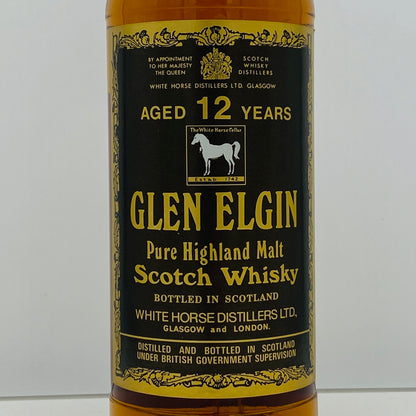 BY APPOINTMENT TO HER MAJESTY THE QUEEN
SCOTCH WHISKY DISTILLERS
WHITE HORSE DISTILLERS LTD. GLASGOW
AGED 12 YEARS
The White Horse Cellar
ESTABD 1742
GLEN ELGIN
Pure Highland Malt
Scotch Whisky
BOTTLED IN SCOTLAND
WHITE HORSE DISTILLERS LTD.,
GLASGOW and LONDON.
DISTILLED AND BOTTLED IN SCOTLAND
UNDER BRITISH GOVERNMENT SUPERVISION